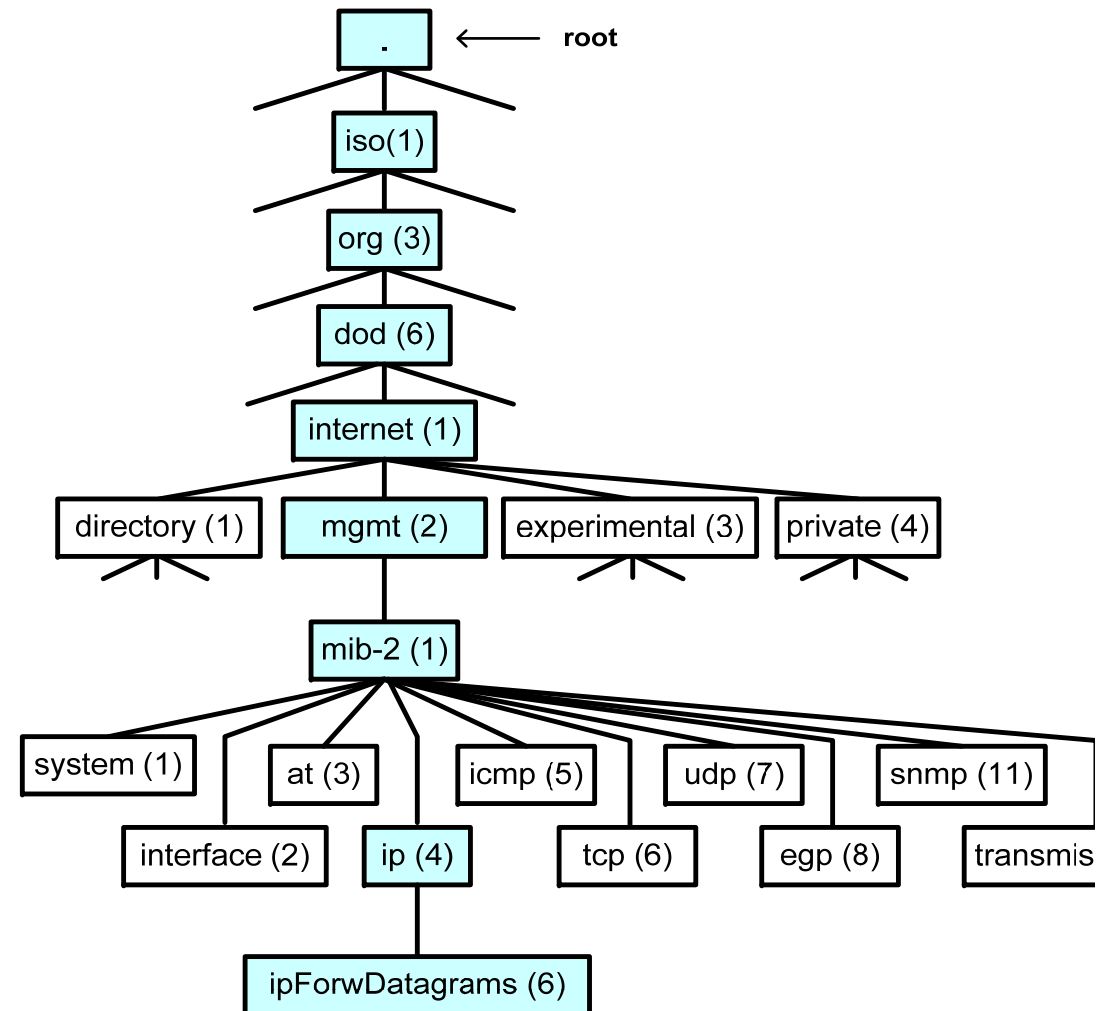 .
root
iso(1)
org (3)
dod (6)
internet (1)
directory (1)
mgmt (2)
experimental (3)
private (4)
mib-2 (1)
system (1)
at (3)
icmp (5)
udp (7)
snmp (11)
interface (2)
ip (4)
tcp (6)
egp (8)
transmis
ipForwDatagrams (6)